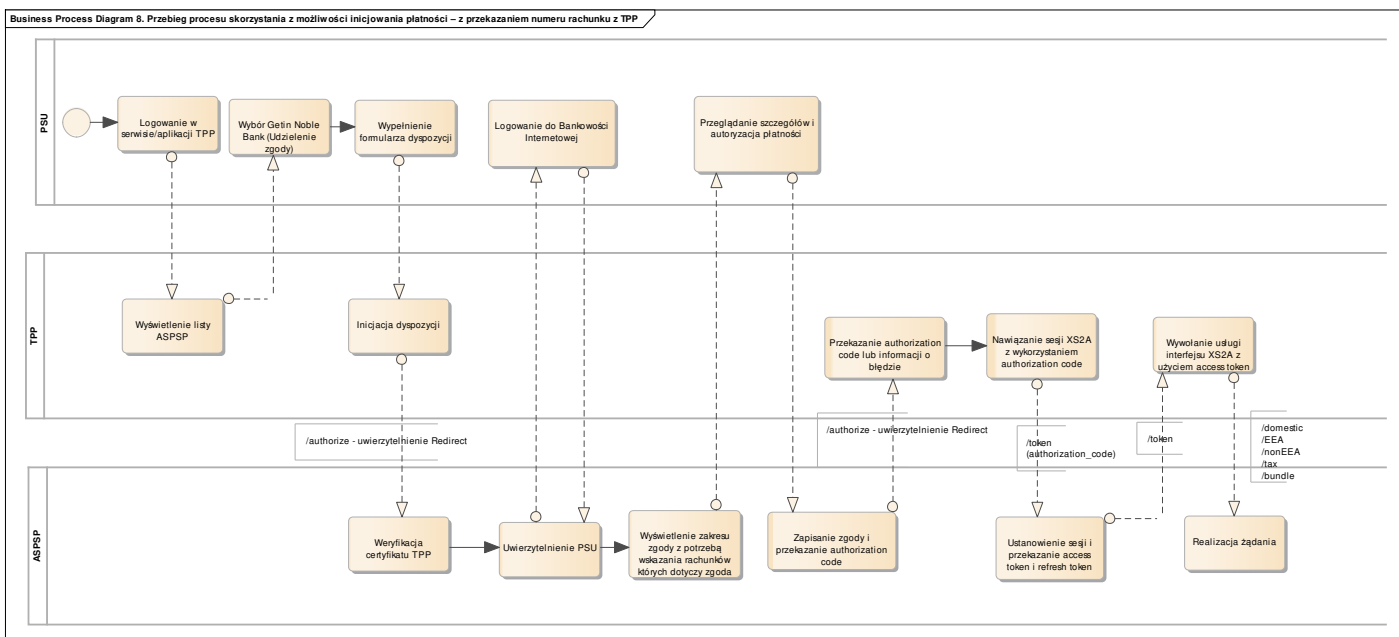 Business Process Diagram 8. Przebieg procesu skorzystania z możliwości inicjowania płatności – z przekazaniem numeru rachunku z TPP
PSU
Logowanie w
serwisie/aplikacji TPP
Wybór Getin Noble
Bank (Udzielenie
zgody)
Wypełnienie
formularza dyspozycji
Logowanie do Bankowości
Internetowej
Przeglądanie szczegółów i
autoryzacja płatności
TPP
Wyświetlenie listy
ASPSP
Inicjacja dyspozycji
Przekazanie authorization
code lub informacji o
błędzie
Nawiązanie sesji XS2A
z wykorzystaniem
authorization code
Wywołanie usługi
interfejsu XS2A z
użyciem access token
/authorize - uwierzytelnienie Redirect
/authorize - uwierzytelnienie Redirect
/token
(authorization_code)
/token
/domestic
/EEA
/nonEEA
/tax
/bundle
ASPSP
Weryfikacja
certyfikatu TPP
Uwierzytelnienie PSU
Wyświetlenie zakresu
zgody z potrzebą
wskazania rachunków
których dotyczy zgoda
Zapisanie zgody i
przekazanie authorization
code
Ustanowienie sesji i
przekazanie access
token i refresh token
Realizacja żądania